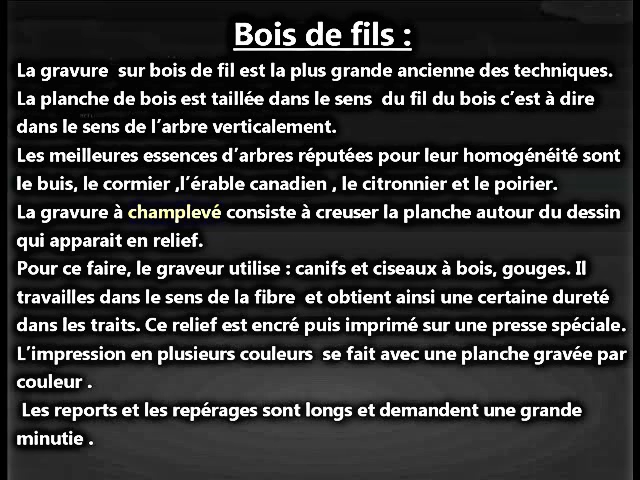 Bois de fils :
La gravure  sur bois de fil est la plus grande ancienne des techniques.
La planche de bois est taillée dans le sens  du fil du bois c’est à dire
dans le sens de l’arbre verticalement.
Les meilleures essences d’arbres réputées pour leur homogénéité sont
le buis, le cormier ,l’érable canadien , le citronnier et le poirier.
La gravure à champlevé consiste à creuser la planche autour du dessin
qui apparait en relief.
Pour ce faire, le graveur utilise : canifs et ciseaux à bois, gouges. Il
travailles dans le sens de la fibre  et obtient ainsi une certaine dureté
dans les traits. Ce relief est encré puis imprimé sur une presse spéciale.
L’impression en plusieurs couleurs  se fait avec une planche gravée par
couleur .
Les reports et les repérages sont longs et demandent une grande
minutie .